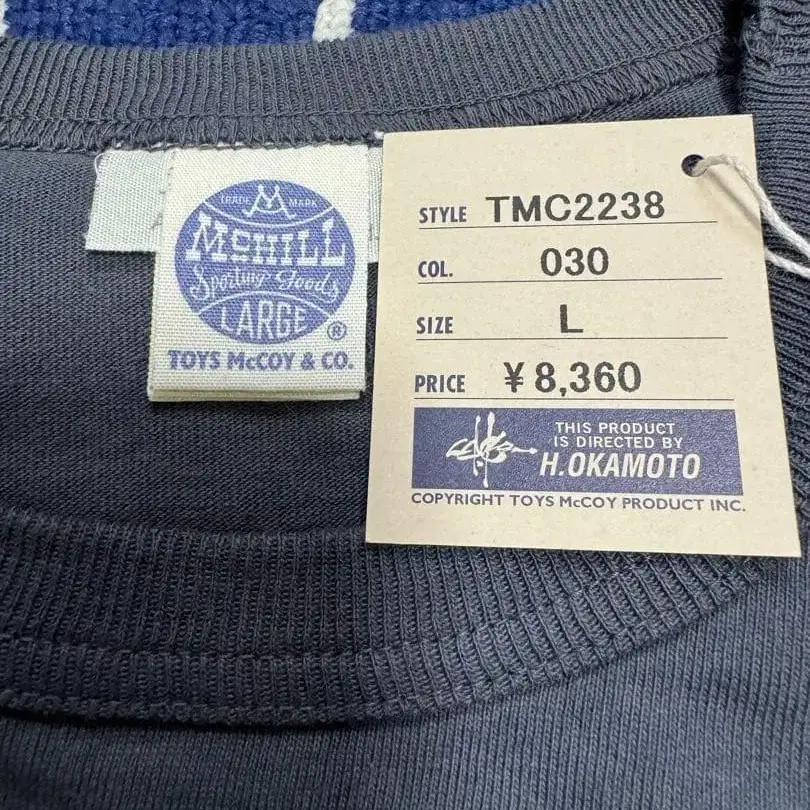 TRADE M MARK
McHILL
Sporting Goods
LARGE ®
TOYS McCOY & CO.
STYLE TMC2238
COL. 030
SIZE L
PRICE ¥8,360
THIS PRODUCT
IS DIRECTED BY
H.OKAMOTO
COPYRIGHT TOYS McCOY PRODUCT INC.